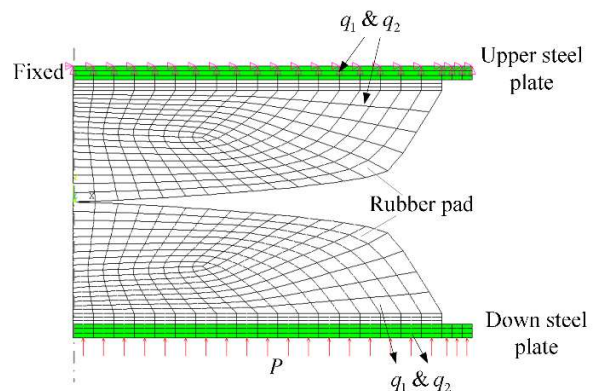 q₁ & q₂
Fixed
Upper steel
plate
X
Rubber pad
Down steel
plate
P
q₁ & q₂